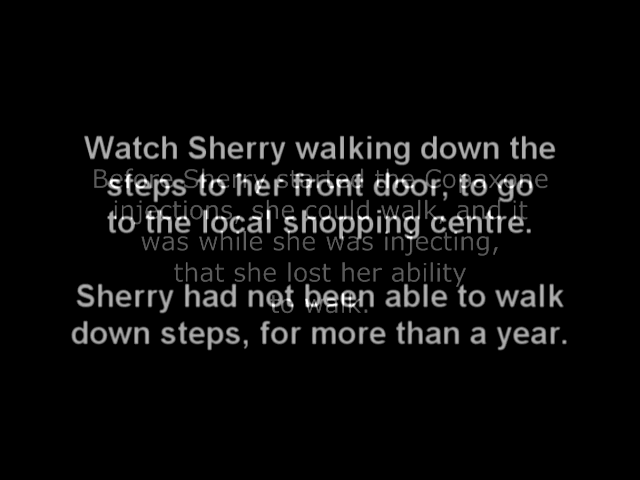 Watch Sherry walking down the
steps to her front door, to go
to the local shopping centre.
Sherry had not been able to walk
down steps, for more than a year.
Before Sherry started the Copaxone
injections, she could walk, and it
was while she was injecting,
that she lost her ability
to walk.